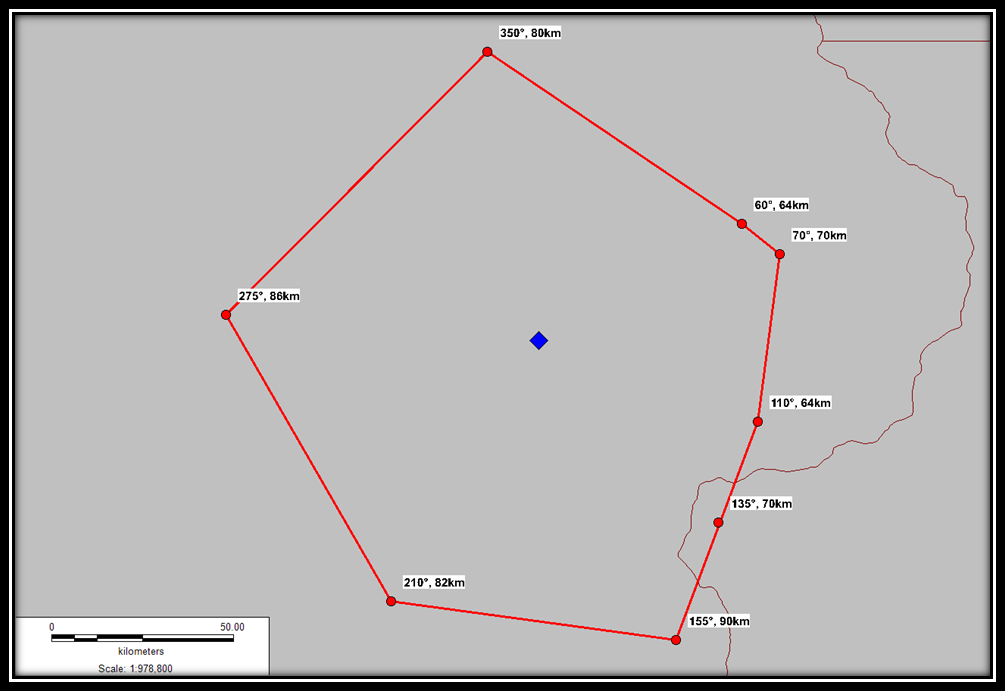 350°, 80km
60°, 64km
70°, 70km
275°, 86km
110°, 64km
135°, 70km
210°, 82km
155°, 90km
0 50.00
kilometers
Scale: 1:978,800